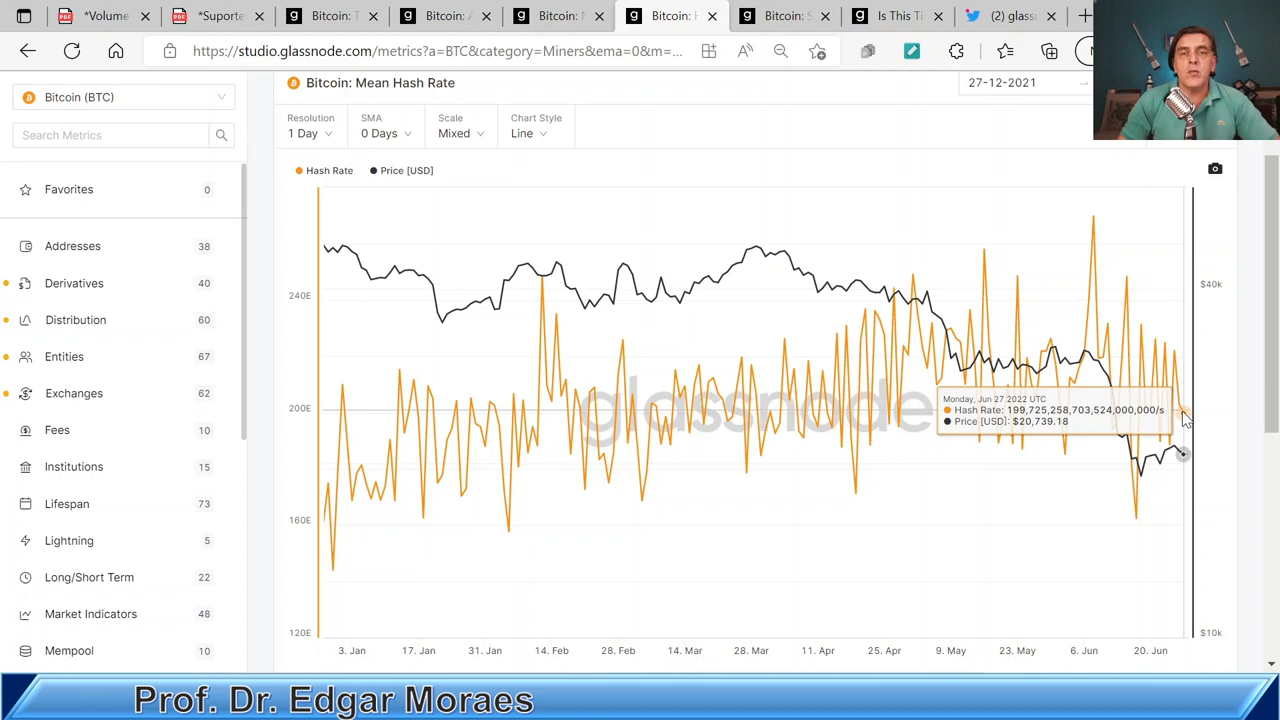 *Volume
*Suporte
Bitcoin: T
Bitcoin: A
Bitcoin:
Bitcoin:
Bitcoin: S
Is This Ti
(2) glass
https://studio.glassnode.com/metrics?a=BTC&category=Miners&ema=0&m=...
Bitcoin (BTC)
Search Metrics
Favorites 0
Addresses 38
Derivatives 40
Distribution 60
Entities 67
Exchanges 62
Fees 10
Institutions 15
Lifespan 73
Lightning 5
Long/Short Term 22
Market Indicators 48
Mempool 10
Bitcoin: Mean Hash Rate
27-12-2021
Resolution SMA Scale Chart Style
1 Day 0 Days Mixed Line
Hash Rate Price [USD]
240E
200E
160E
120E
$40k
$10k
glassnode
Monday, Jun 27 2022 UTC
Hash Rate: 199,725,258,703,524,000,000/s
Price [USD]: $20,739.18
3. Jan 17. Jan 31. Jan 14. Feb 28. Feb 14. Mar 28. Mar 11. Apr 25. Apr 9. May 23. May 6. Jun 20. Jun
Prof. Dr. Edgar Moraes